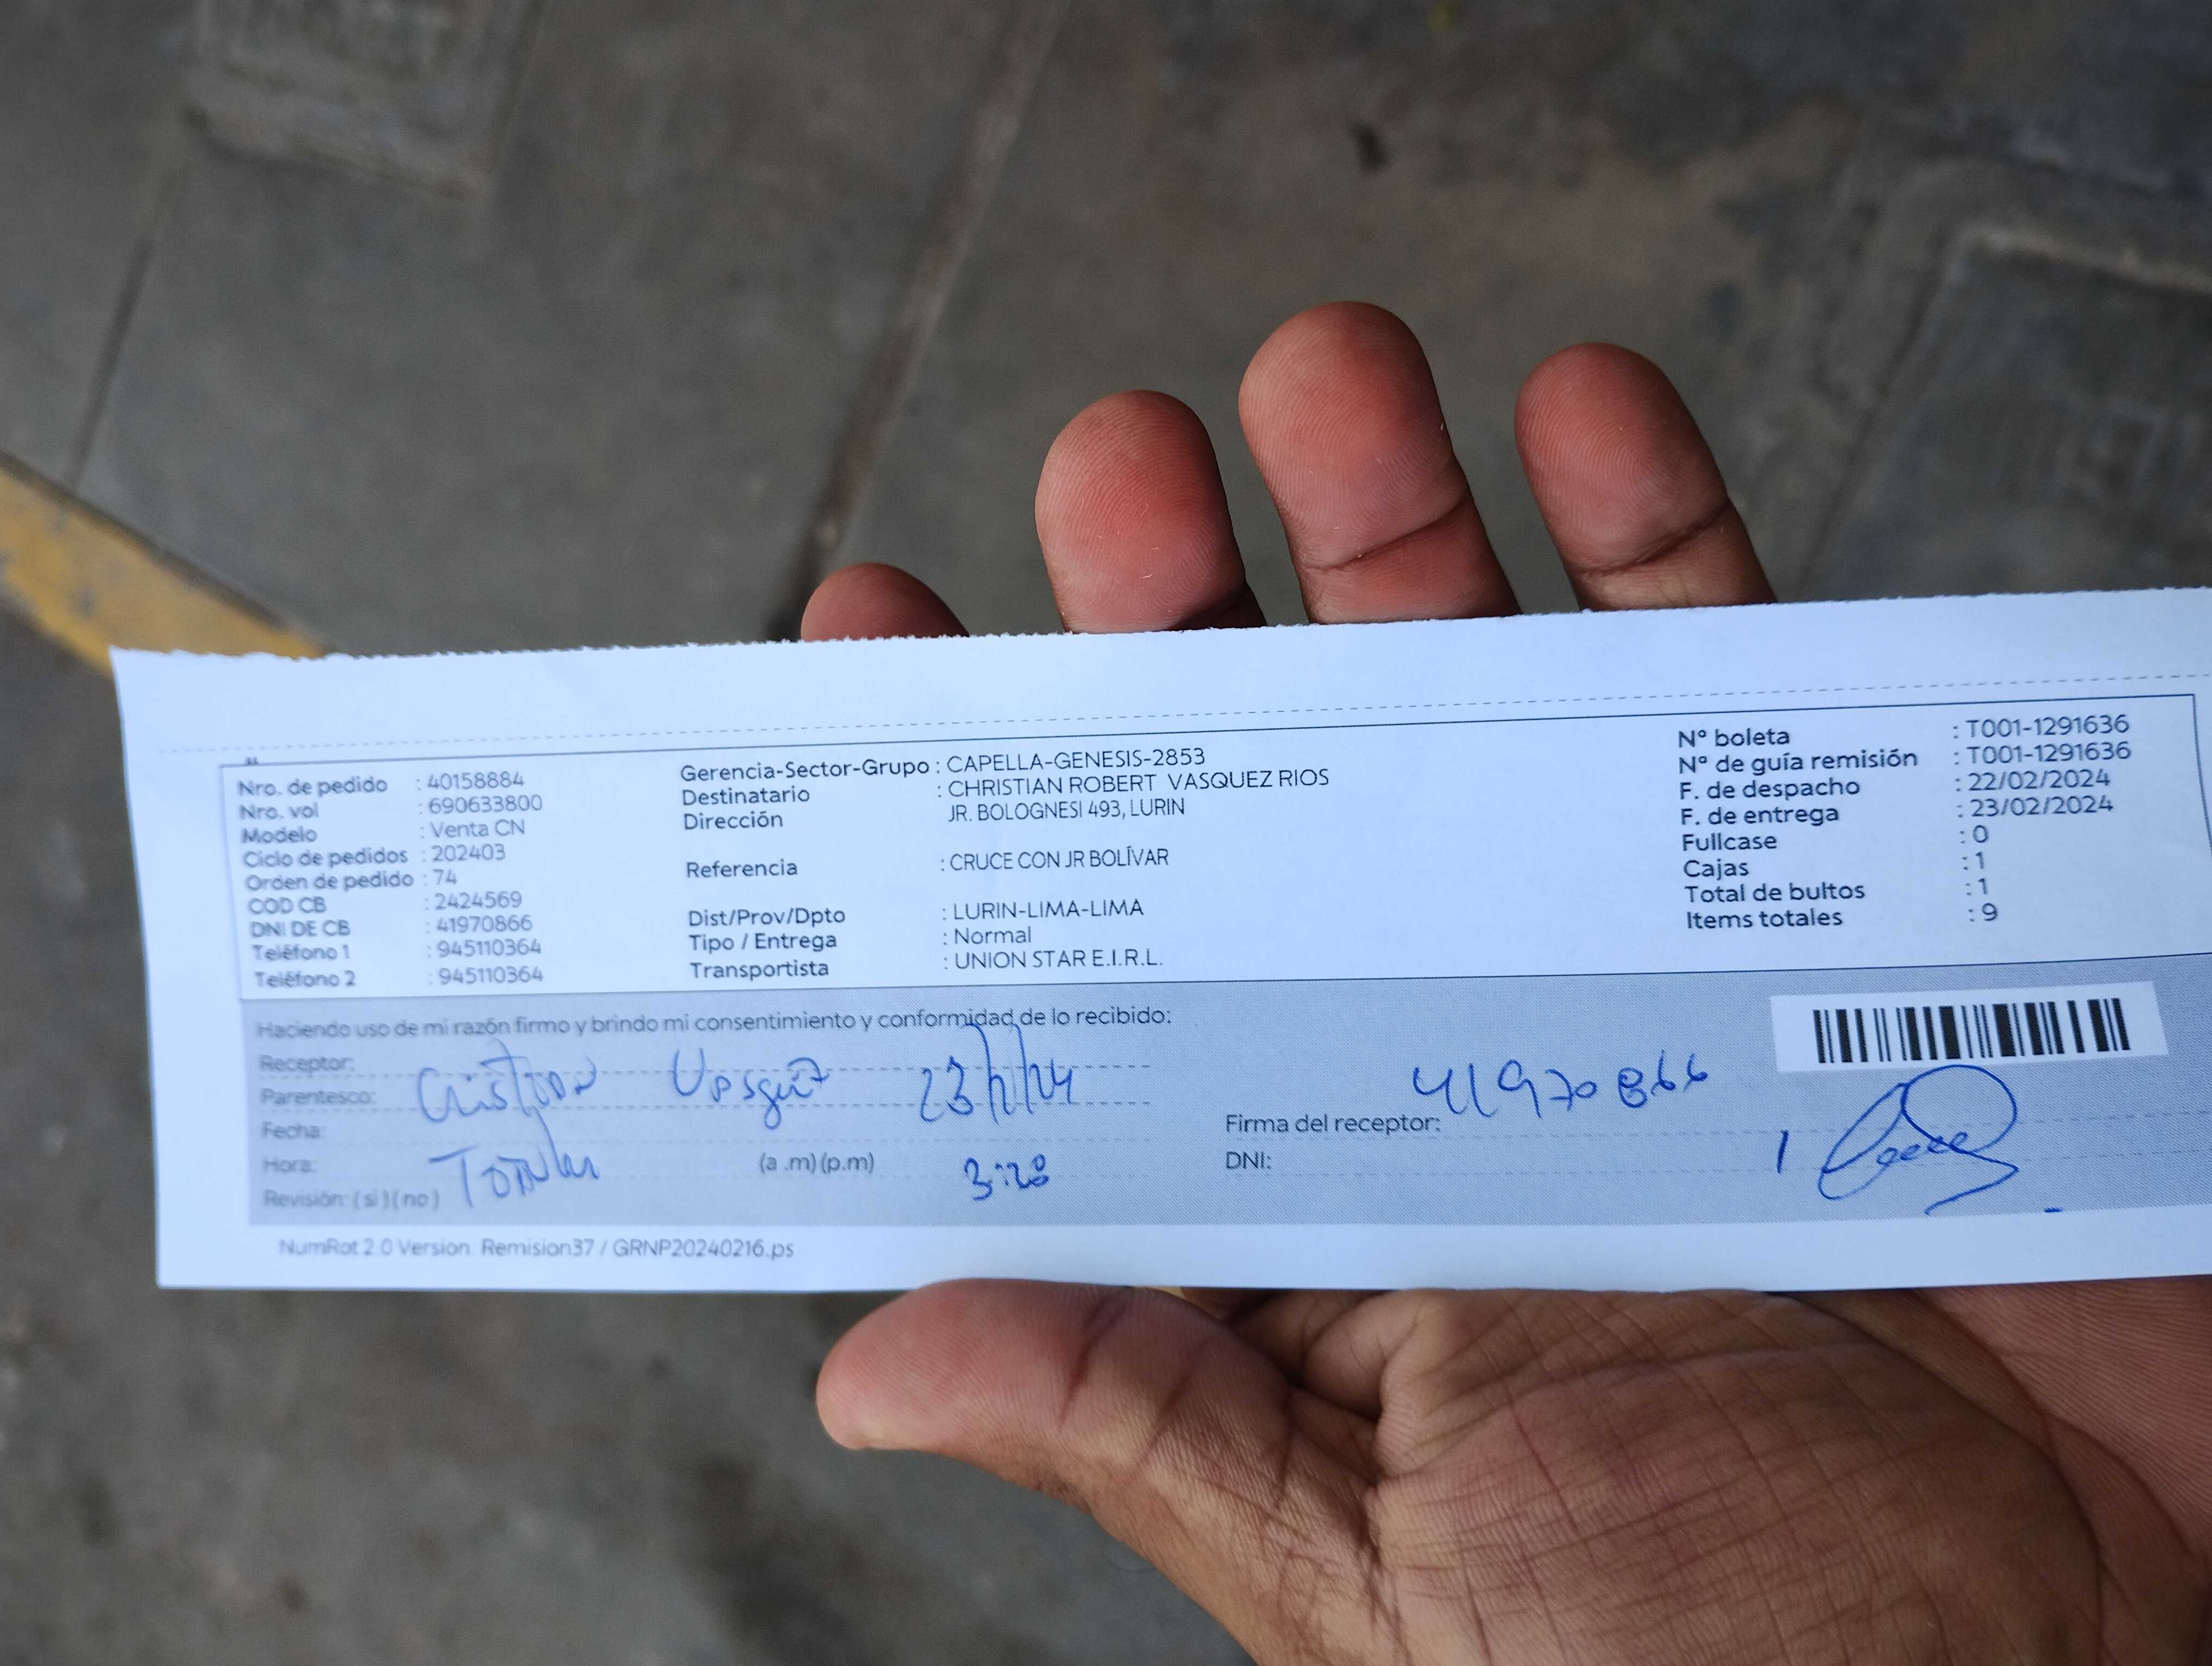 Nro. de pedido : 40158884
Nro. vol : 690633800
Modelo : Venta CN
Ciclo de pedidos : 202403
Orden de pedido : 74
COD CB : 2424569
DNI DE CB : 41970866
Teléfono 1 : 945110364
Teléfono 2 : 945110364
Gerencia-Sector-Grupo : CAPELLA-GENESIS-2853
Destinatario : CHRISTIAN ROBERT VASQUEZ RIOS
Dirección JR. BOLOGNESI 493, LURIN
Referencia : CRUCE CON JR BOLÍVAR
Dist/Prov/Dpto : LURIN-LIMA-LIMA
Tipo / Entrega : Normal
Transportista : UNION STAR E.I.R.L.
Nº boleta : T001-1291636
Nº de guía remisión : T001-1291636
F. de despacho : 22/02/2024
F. de entrega : 23/02/2024
Fullcase : 0
Cajas : 1
Total de bultos : 1
Items totales : 9
Haciendo uso de mi razón firmo y brindo mi consentimiento y conformidad de lo recibido:
Receptor:
Parentesco:
Fecha:
Hora: (a .m) (p.m) 3:28
Revisión: ( si ) ( no )
41970866
Firma del receptor:
DNI:
NumRot 2.0 Version: Remision37 / GRNP20240216.ps